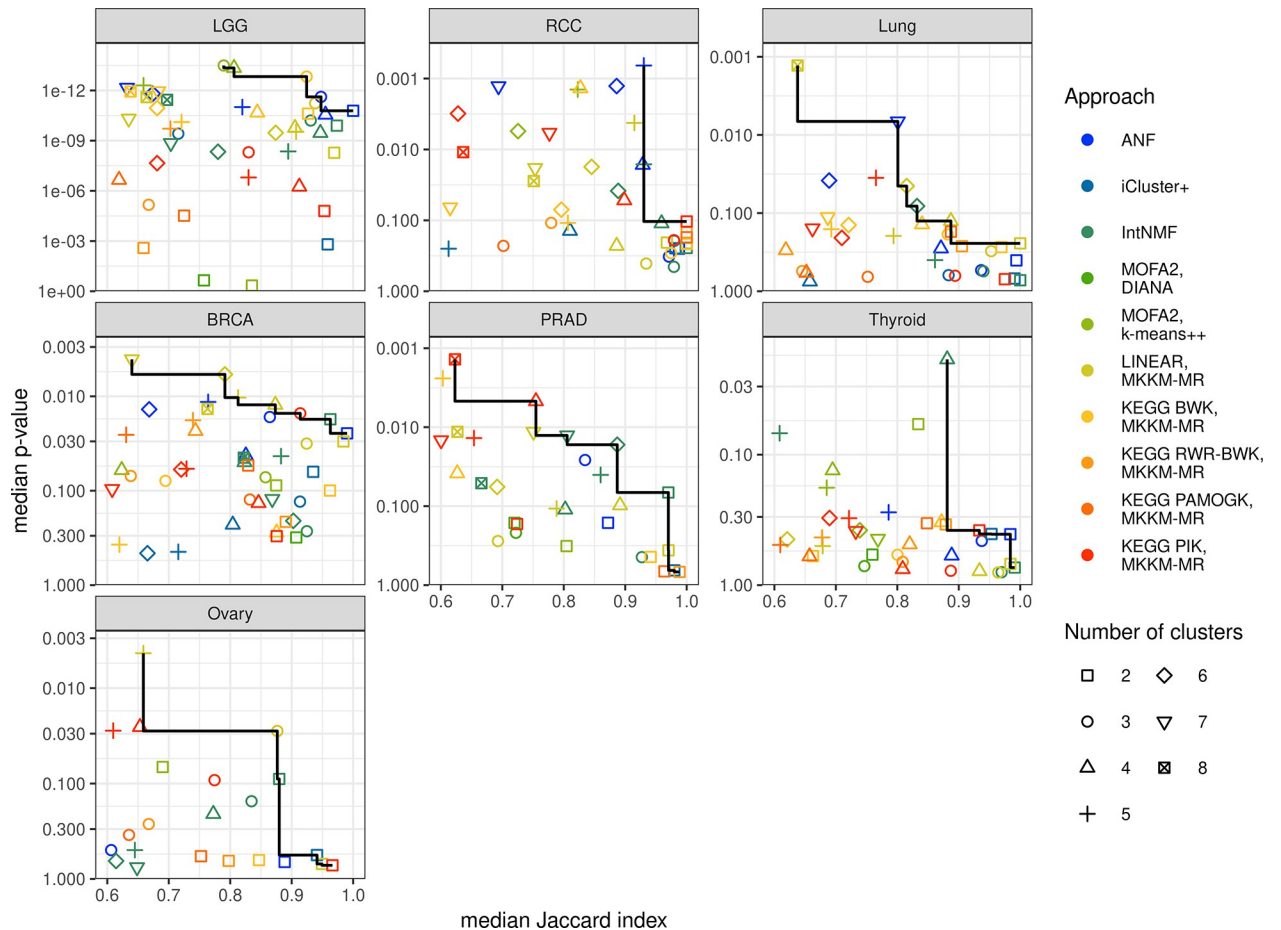 LGG
RCC
Lung
1e-12
1e-09
1e-06
1e-03
1e+00
0.001
0.010
0.100
1.000
0.001
0.010
0.100
1.000
BRCA
PRAD
Thyroid
0.003
0.010
0.030
0.100
0.300
1.000
0.001
0.010
0.100
1.000
0.03
0.10
0.30
1.00
0.6 0.7 0.8 0.9 1.0
0.6 0.7 0.8 0.9 1.0
Ovary
0.003
0.010
0.030
0.100
0.300
1.000
0.6 0.7 0.8 0.9 1.0
median p-value
median Jaccard index
Approach
ANF
iCluster+
IntNMF
MOFA2,
DIANA
MOFA2,
k-means++
LINEAR,
MKKM-MR
KEGG BWK,
MKKM-MR
KEGG RWR-BWK,
MKKM-MR
KEGG PAMOGK,
MKKM-MR
KEGG PIK,
MKKM-MR
Number of clusters
2 6
3 7
4 8
5